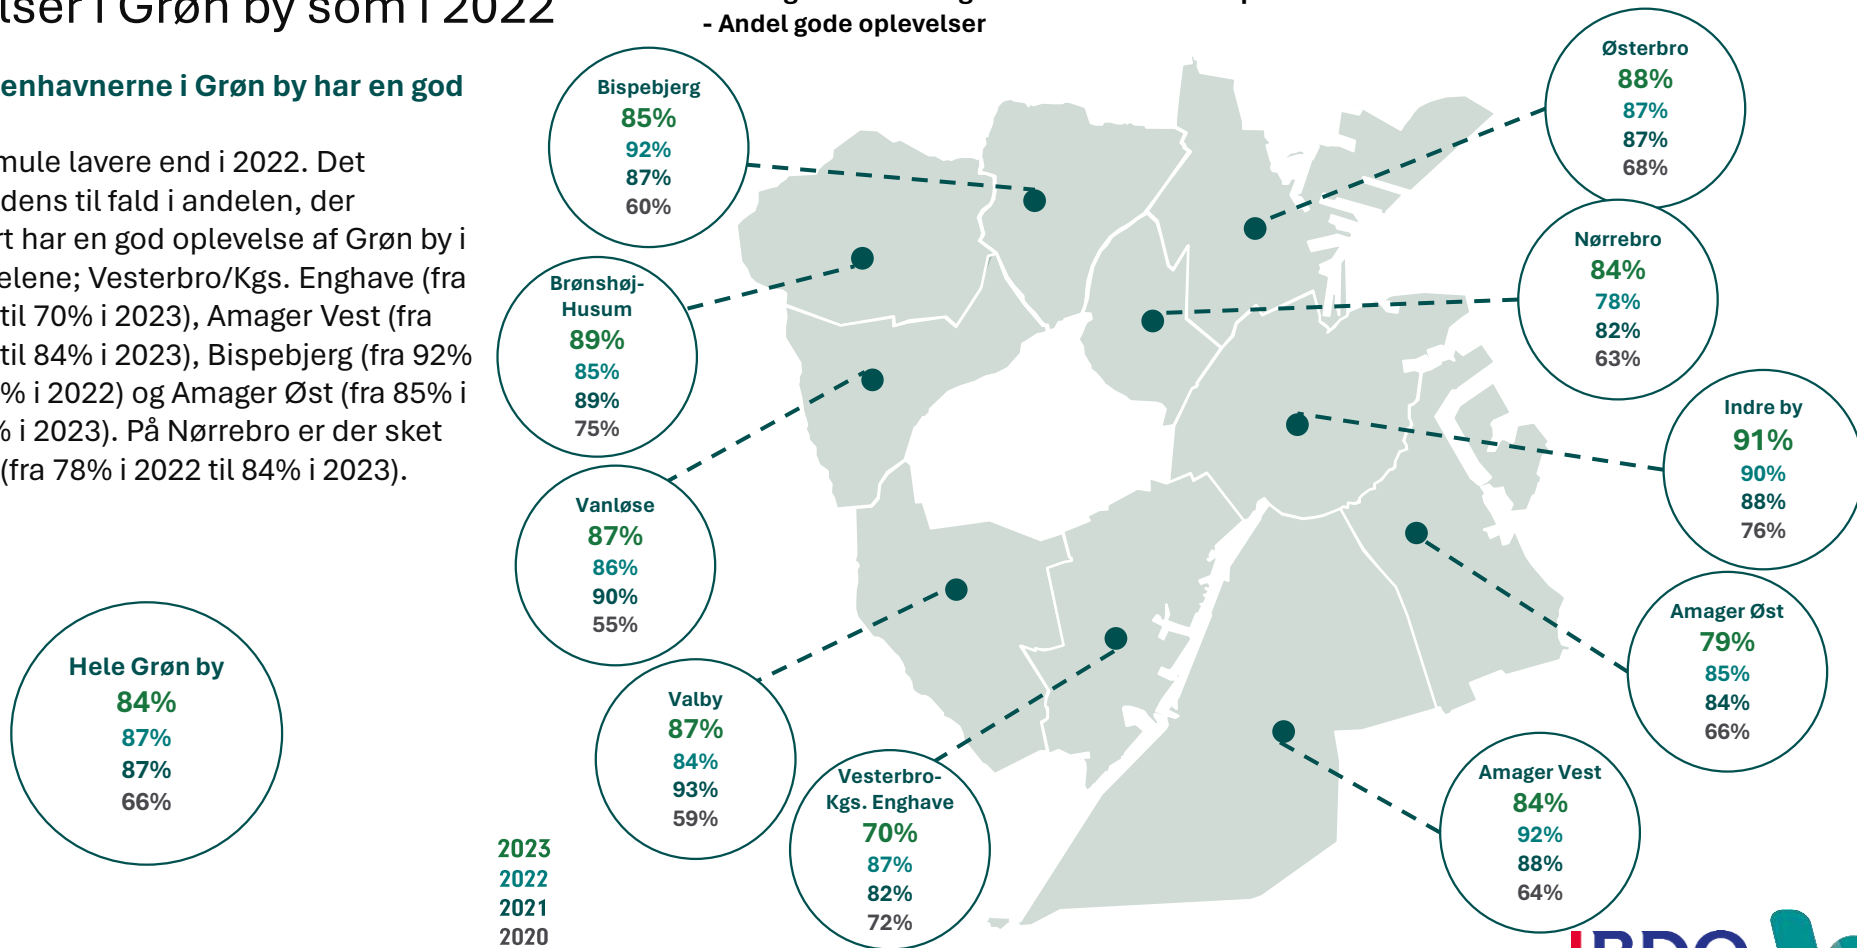 lser i Grøn by som i 2022
- Andel gode oplevelser
enhavnerne i Grøn by har en god
mule lavere end i 2022. Det
dens til fald i andelen, der
rt har en god oplevelse af Grøn by i
elene; Vesterbro/Kgs. Enghave (fra
til 70% i 2023), Amager Vest (fra
til 84% i 2023), Bispebjerg (fra 92%
% i 2022) og Amager Øst (fra 85% i
% i 2023). På Nørrebro er der sket
(fra 78% i 2022 til 84% i 2023).
Hele Grøn by
84%
87%
87%
66%
Bispebjerg
85%
92%
87%
60%
Brønshøj-
Husum
89%
85%
89%
75%
Vanløse
87%
86%
90%
55%
Valby
87%
84%
93%
59%
Vesterbro-
Kgs. Enghave
70%
87%
82%
72%
Østerbro
88%
87%
87%
68%
Nørrebro
84%
78%
82%
63%
Indre by
91%
90%
88%
76%
Amager Øst
79%
85%
84%
66%
Amager Vest
84%
92%
88%
64%
2023
2022
2021
2020
BDO